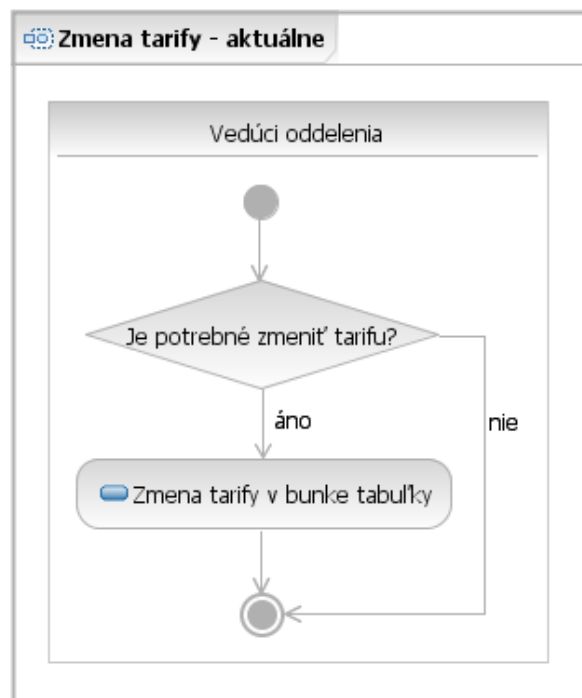 Zmena tarify - aktuálne
Vedúci oddelenia
Je potrebné zmeniť tarifu?
áno
nie
Zmena tarify v bunke tabuľky